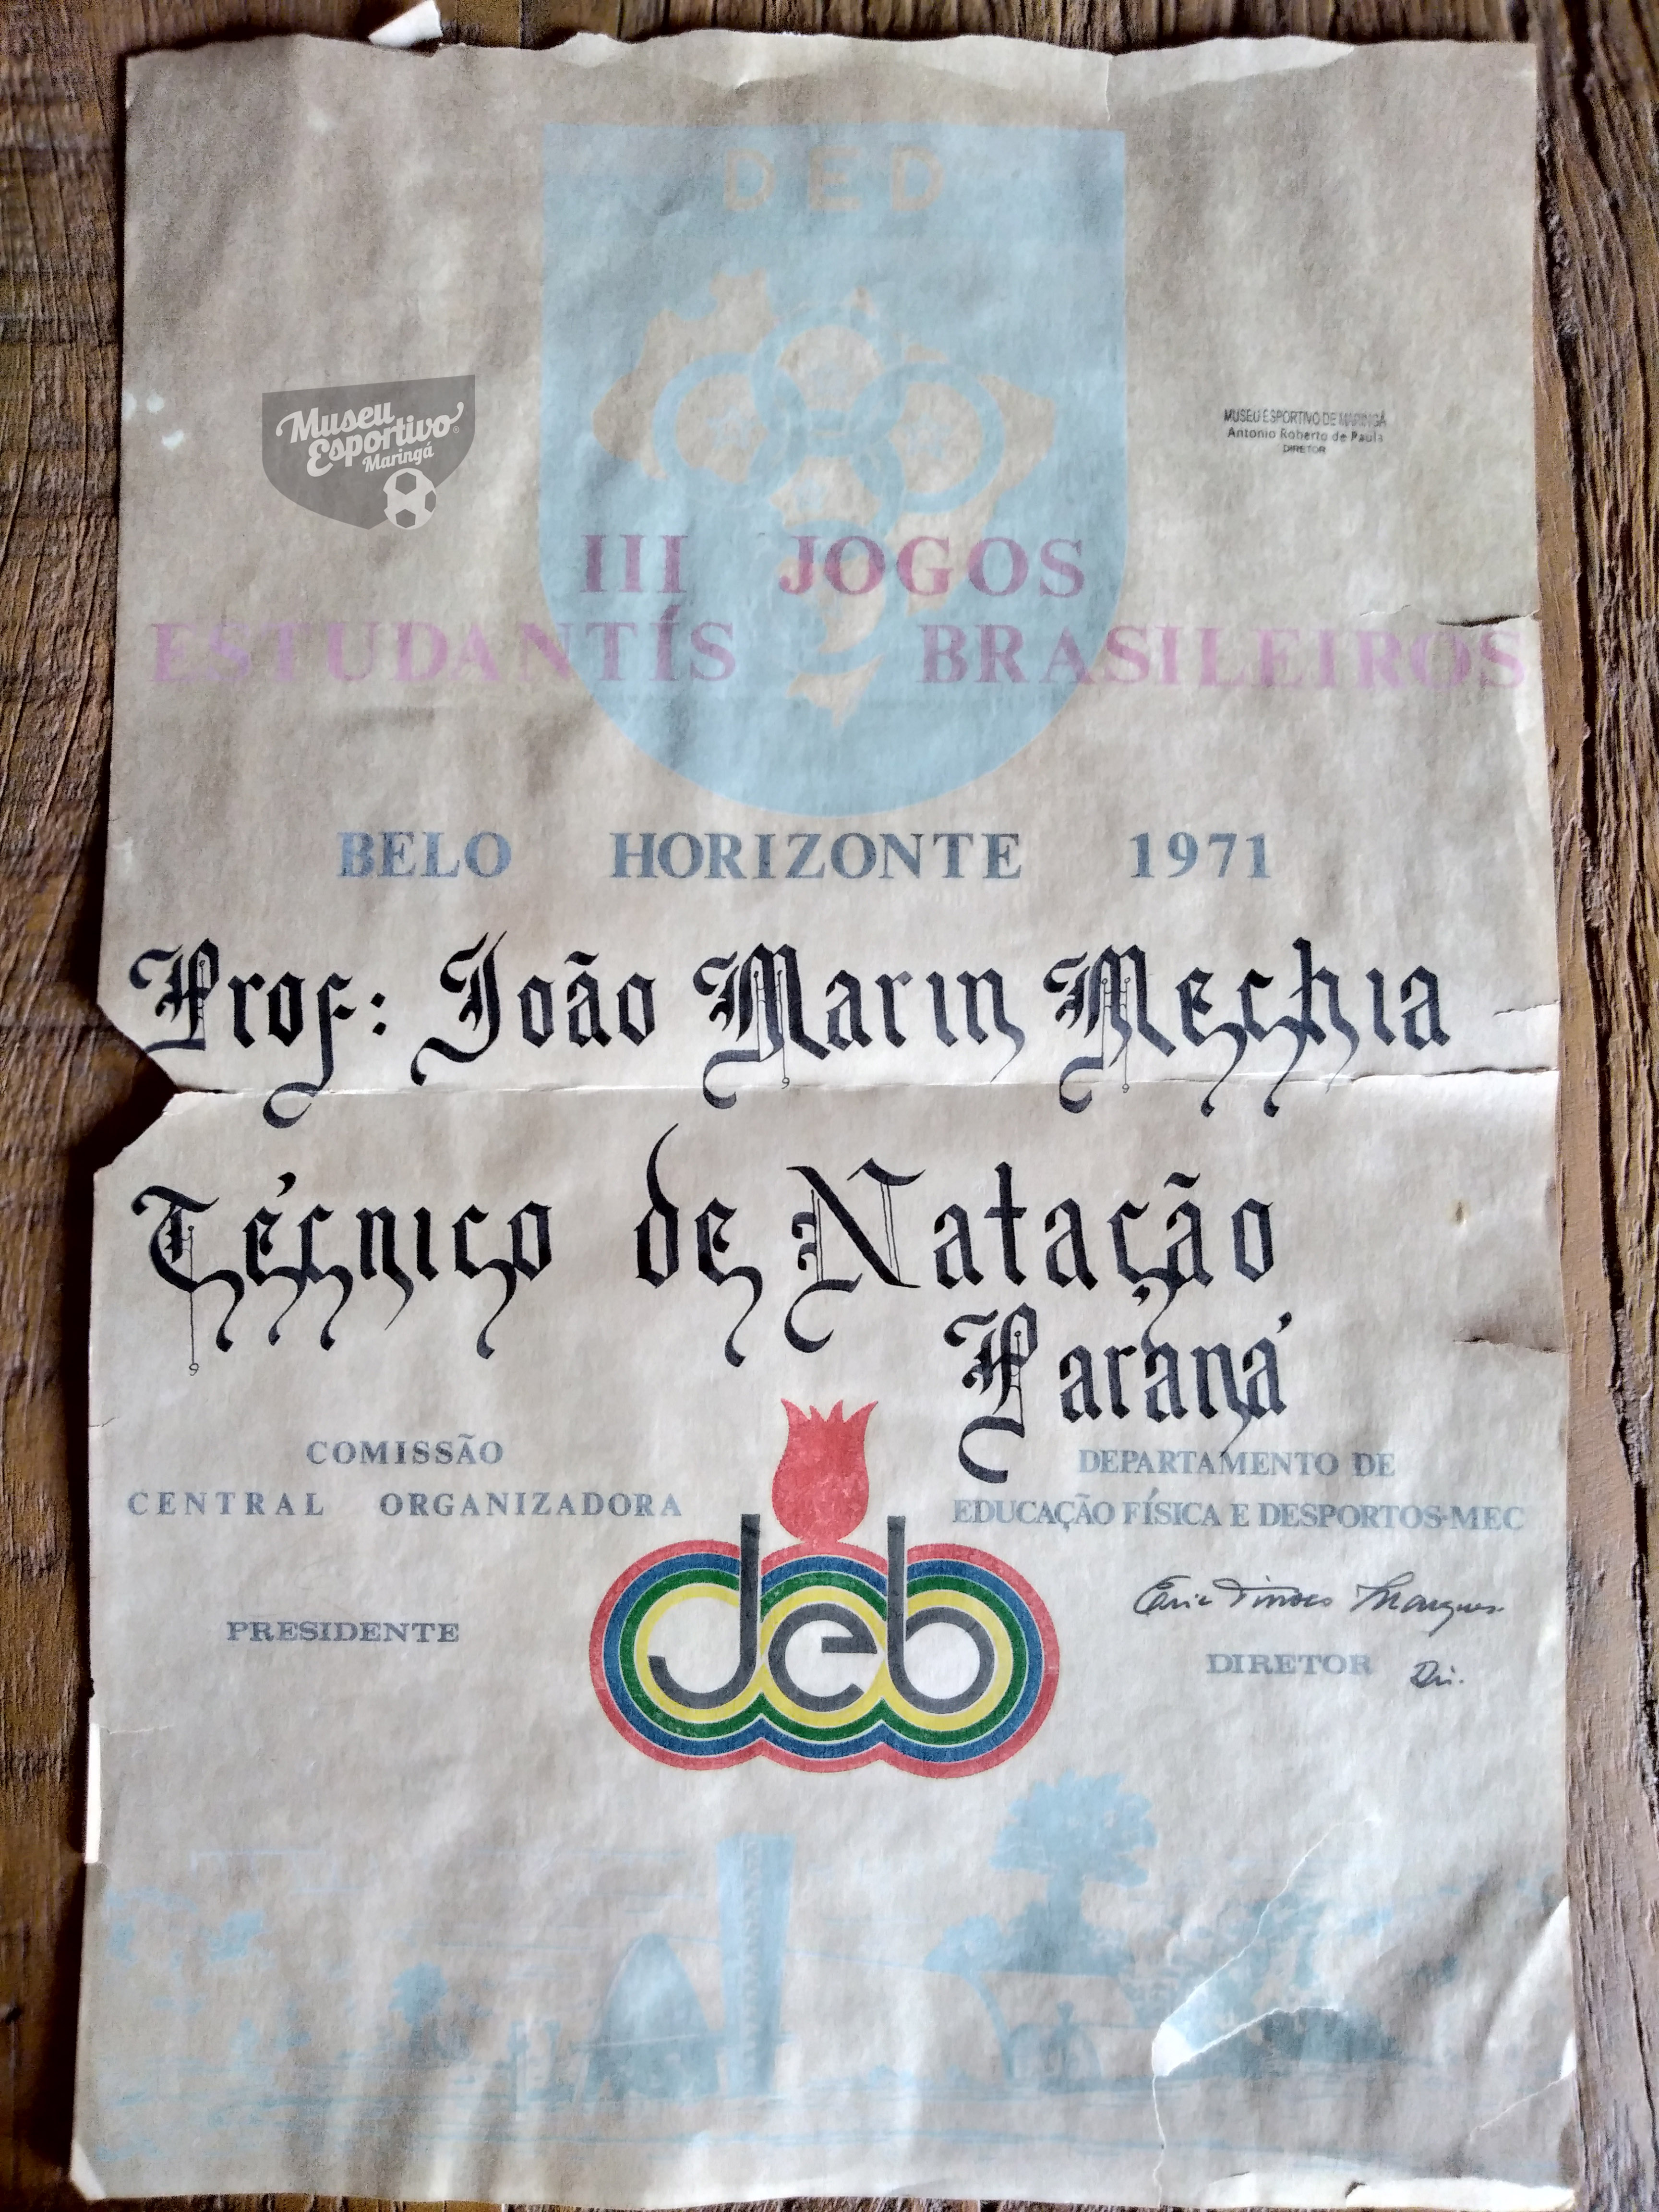 DED
Museu
Esportivo
Maringá
MUSEU ESPORTIVO DE MARINGÁ
Antonio Roberto de Paula
DIRETOR
III JOGOS
ESTUDANTÍS BRASILEIROS
BELO HORIZONTE 1971
Prof: João Marin Mechia
Técnico de Natação
Paraná
COMISSÃO
CENTRAL ORGANIZADORA
DEPARTAMENTO DE
EDUCAÇÃO FÍSICA E DESPORTOS-MEC
jeb
PRESIDENTE
DIRETOR